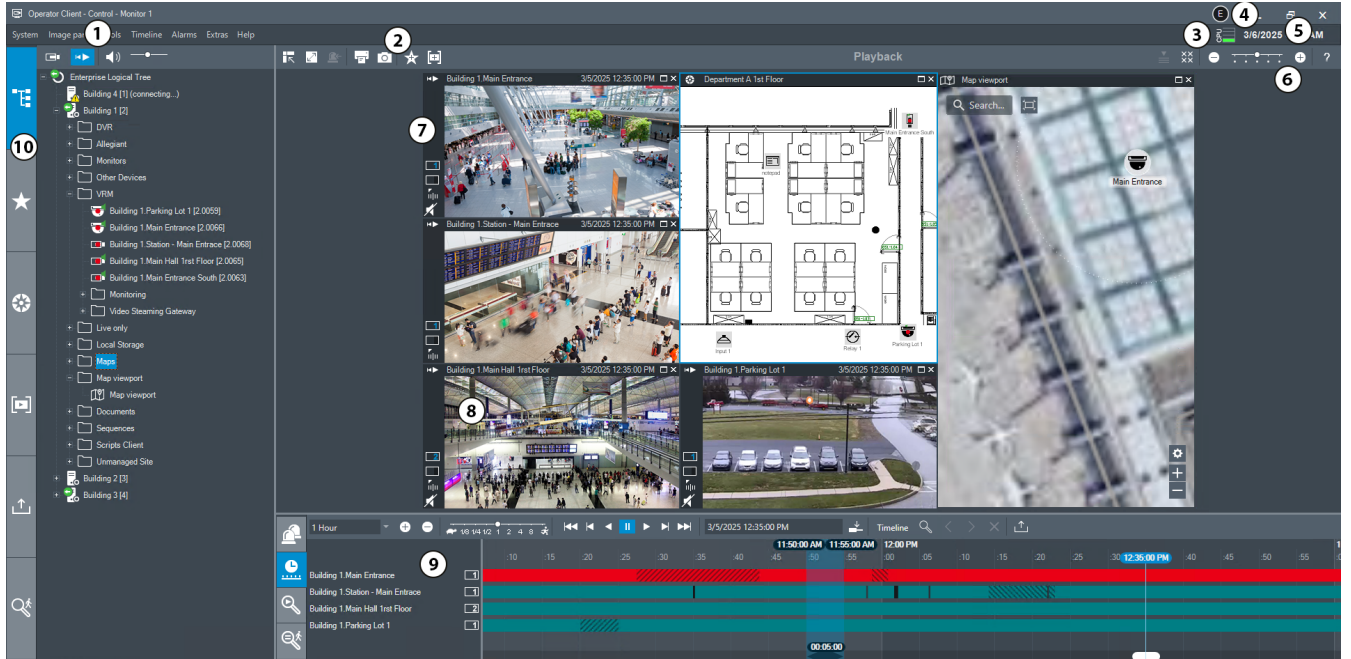 Operator Client - Control - Monitor 1
E
4
System Image pan 1 ols Timeline Alarms Extras Help
2
3
CPU
3/6/2025
5
AM
Playback
?
6
Enterprise Logical Tree
Building 4 [1] (connecting...)
Building 1 [2]
DVR
10
Allegiant
Monitors
Other Devices
VRM
Building 1.Parking Lot 1 [2.0059]
Building 1.Main Entrance [2.0066]
Building 1.Station - Main Entrace [2.0068]
Building 1.Main Hall 1rst Floor [2.0065]
Building 1.Main Entrance South [2.0063]
Monitoring
Video Steaming Gateway
Live only
Local Storage
Maps
Map viewport
Map viewport
Documents
Sequences
Scripts Client
Unmanaged Site
Building 2 [3]
Building 3 [4]
Building 1.Main Entrance 3/5/2025 12:35:00 PM
7
1
Building 1.Station - Main Entrace 3/5/2025 12:35:00 PM
1
Building 1.Main Hall 1rst Floor 3/5/2025 12:35:00 PM
8
2
Department A 1st Floor
Main Entrance South
notepad
Input 1
Relay 1
Parking Lot 1
Building 1.Parking Lot 1 3/5/2025 12:35:00 PM
1
Map viewport
Search...
Main Entrance
1 Hour
1/8 1/4 1/2 1 2 4 8
3/5/2025 12:35:00 PM
Timeline
11:50:00 AM 11:55:00 AM 12:00 PM
:10 :15 :20 :25 :30 :35 :40 :45 :50 :55 :00 :05 :10 :15 :20 :25 :30 12:35:00 PM :40 :45 :50 :55
9
Building 1.Main Entrance 1
Building 1.Station - Main Entrace 1
Building 1.Main Hall 1rst Floor 2
Building 1.Parking Lot 1 1
00:05:00